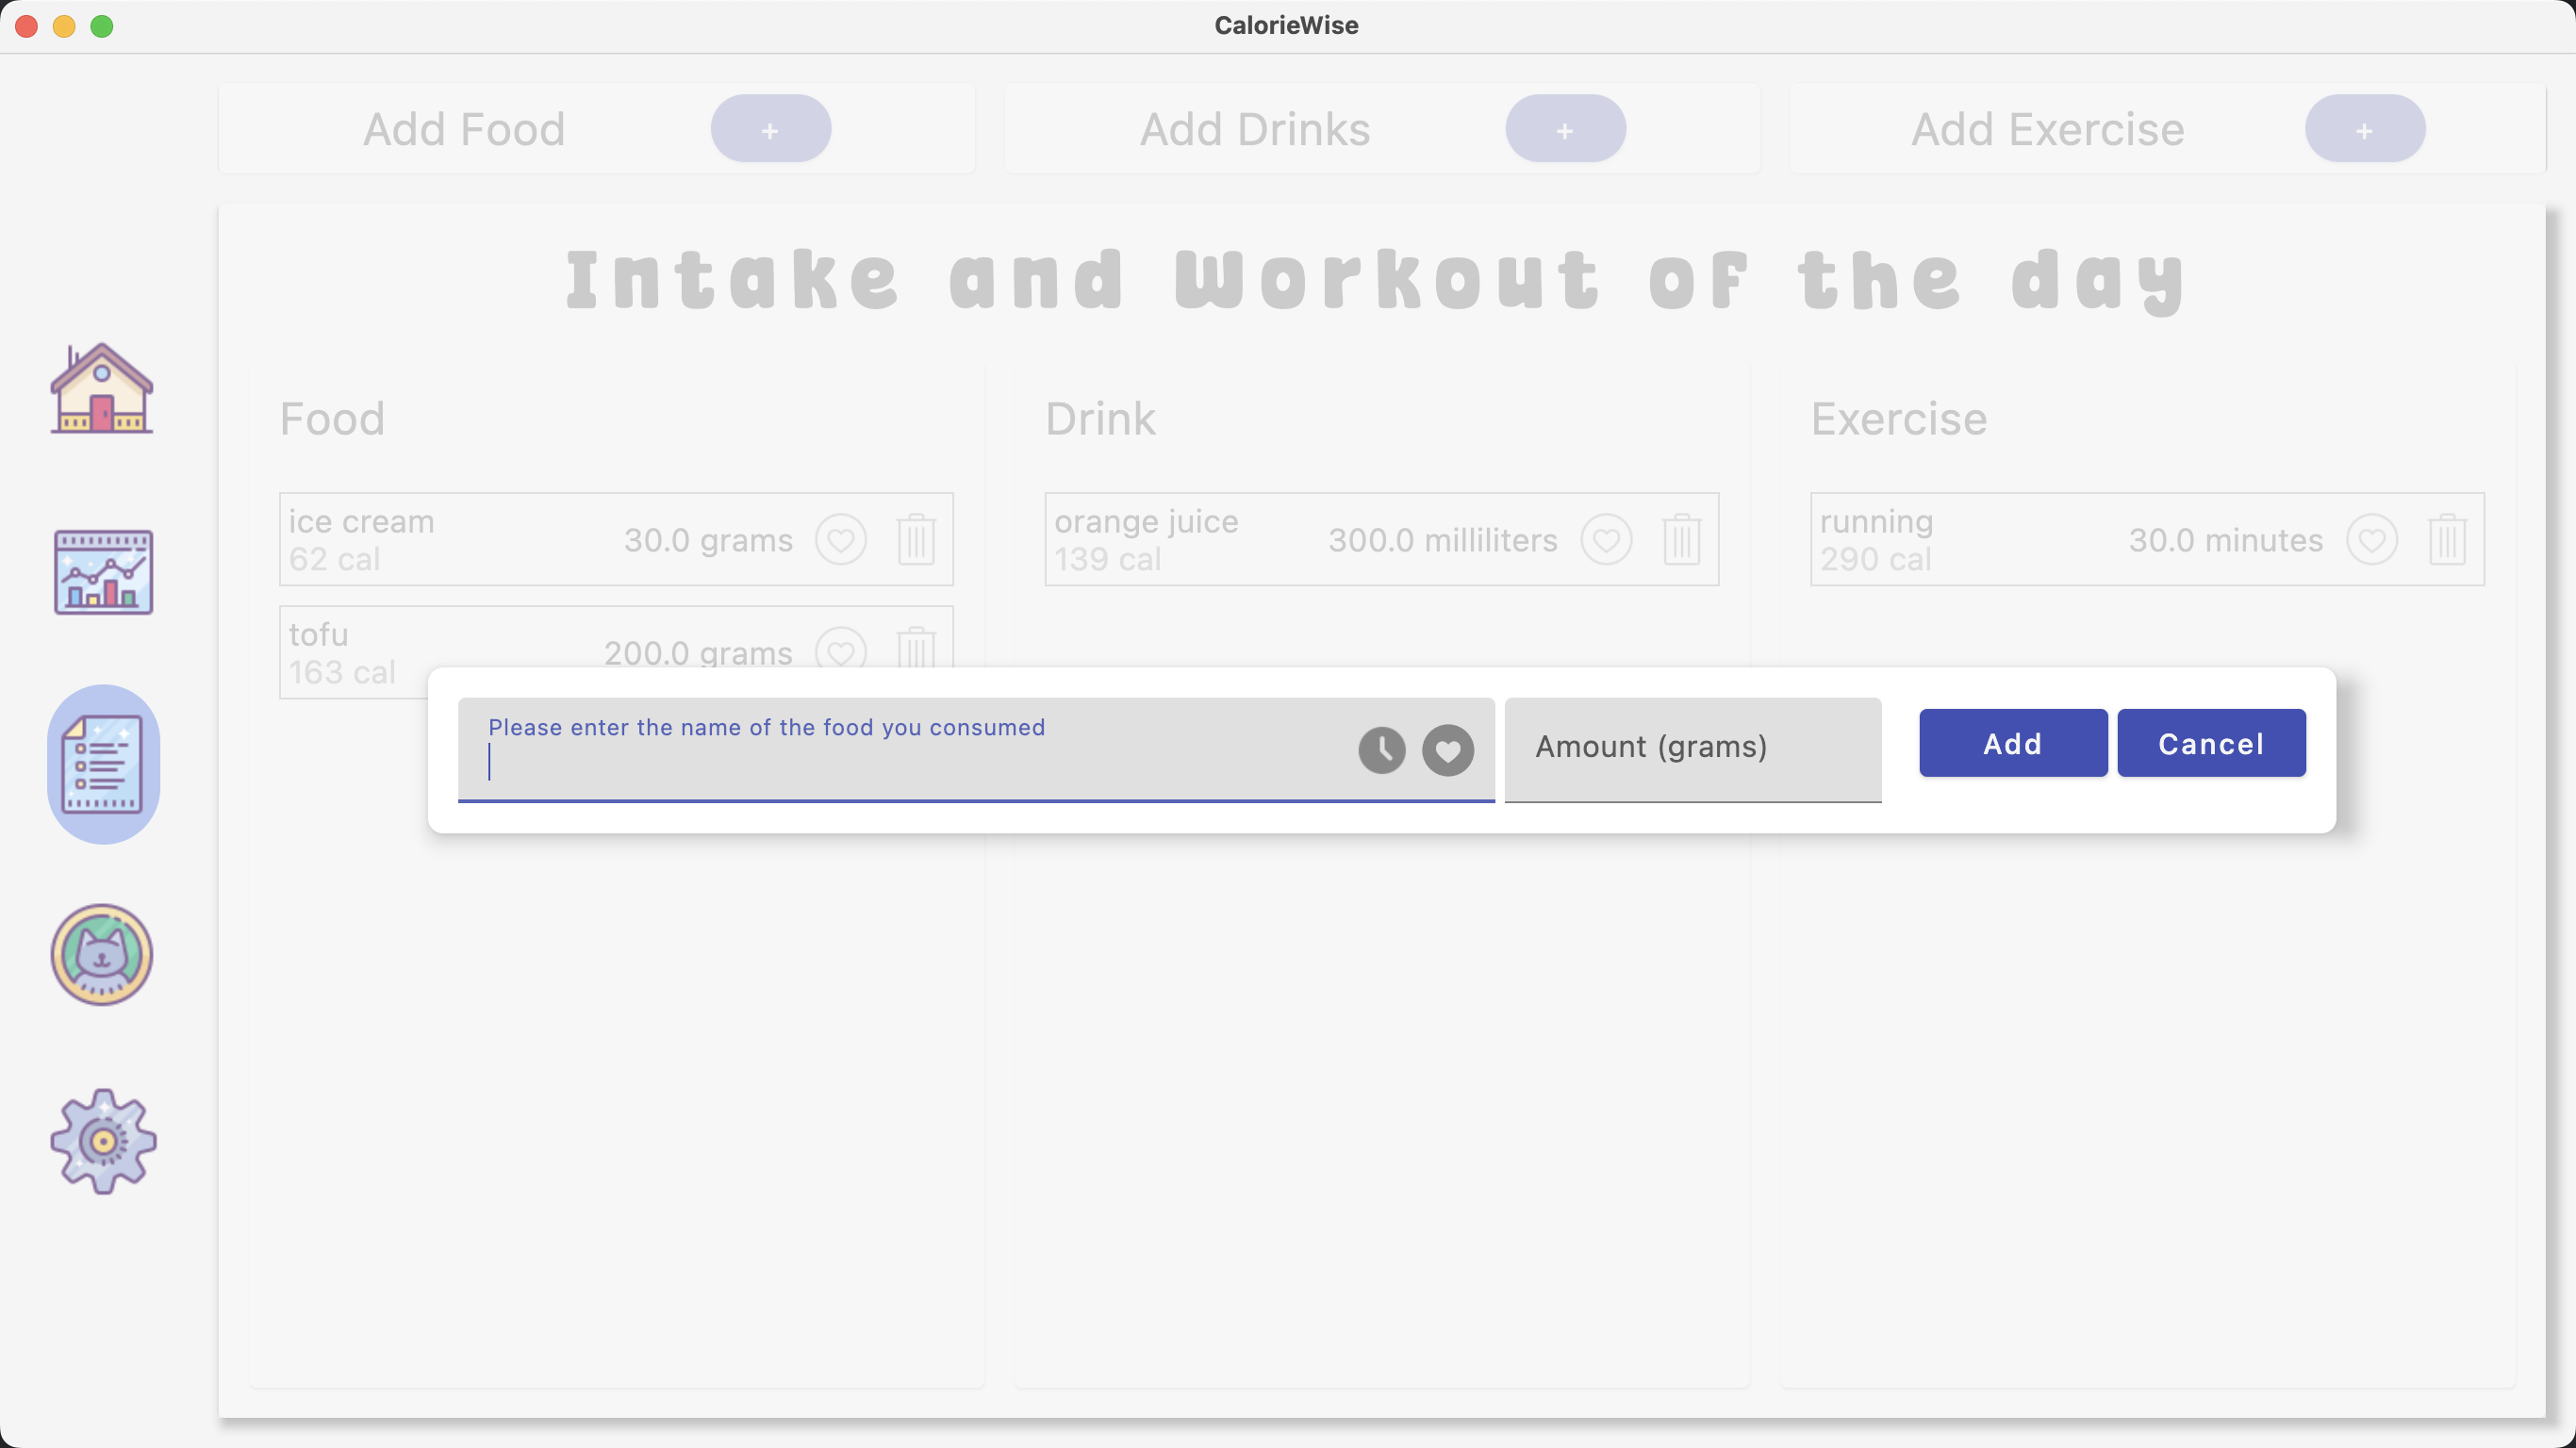 CalorieWise
Add Food +
Add Drinks +
Add Exercise +
Intake and Workout of the day
Food
ice cream
62 cal
30.0 grams
tofu
163 cal
200.0 grams
Drink
orange juice
139 cal
300.0 milliliters
Exercise
running
290 cal
30.0 minutes
Please enter the name of the food you consumed
Amount (grams)
Add
Cancel